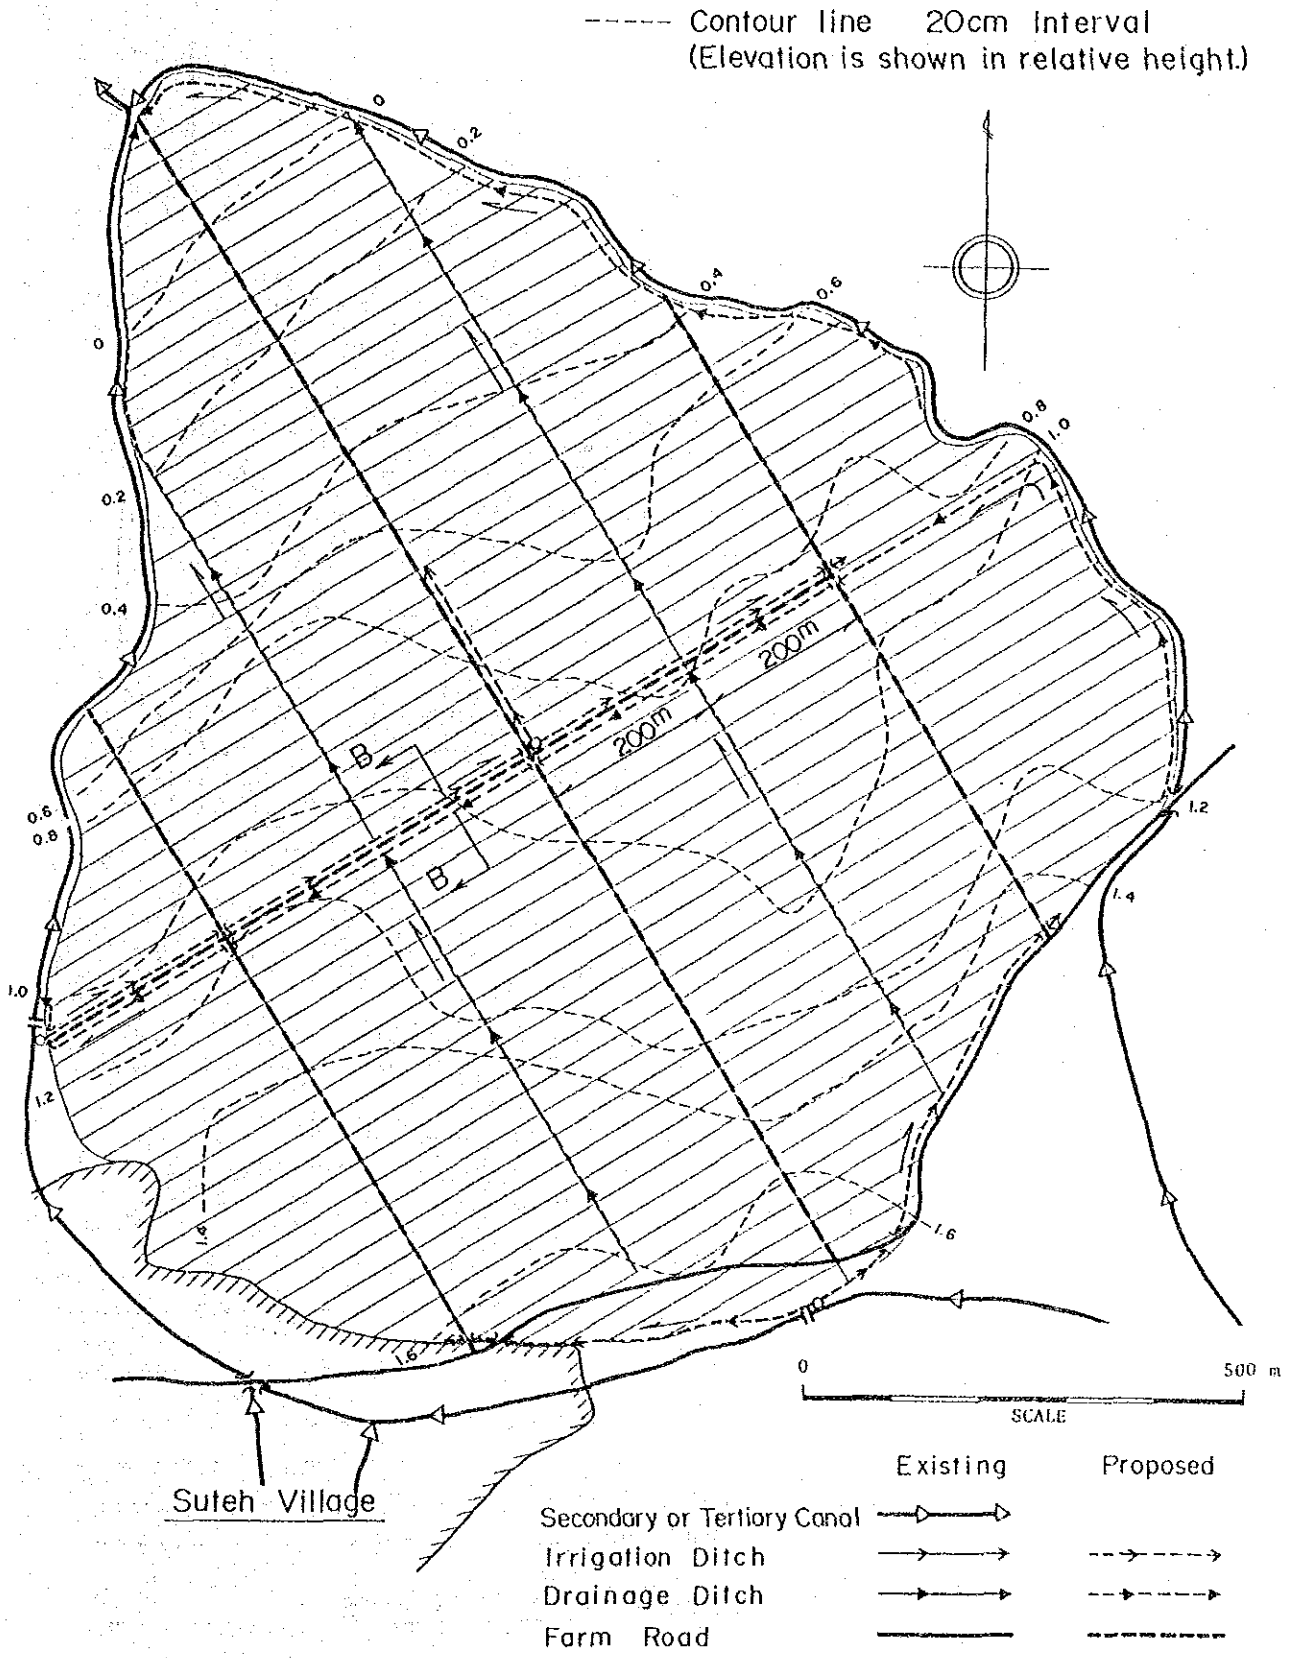 Contour line 20cm Interval
(Elevation is shown in relative height.)
0
0.2
0.4
0.6
0.8
1.0
0
0.2
0.4
200m
200m
B
B
0.6
0.8
1.2
1.4
1.0
1.2
1.4
1.6
1.6
0
500 m
SCALE
Existing Proposed
Suteh Village
Secondary or Tertiary Canal
Irrigation Ditch
Drainage Ditch
Farm Road